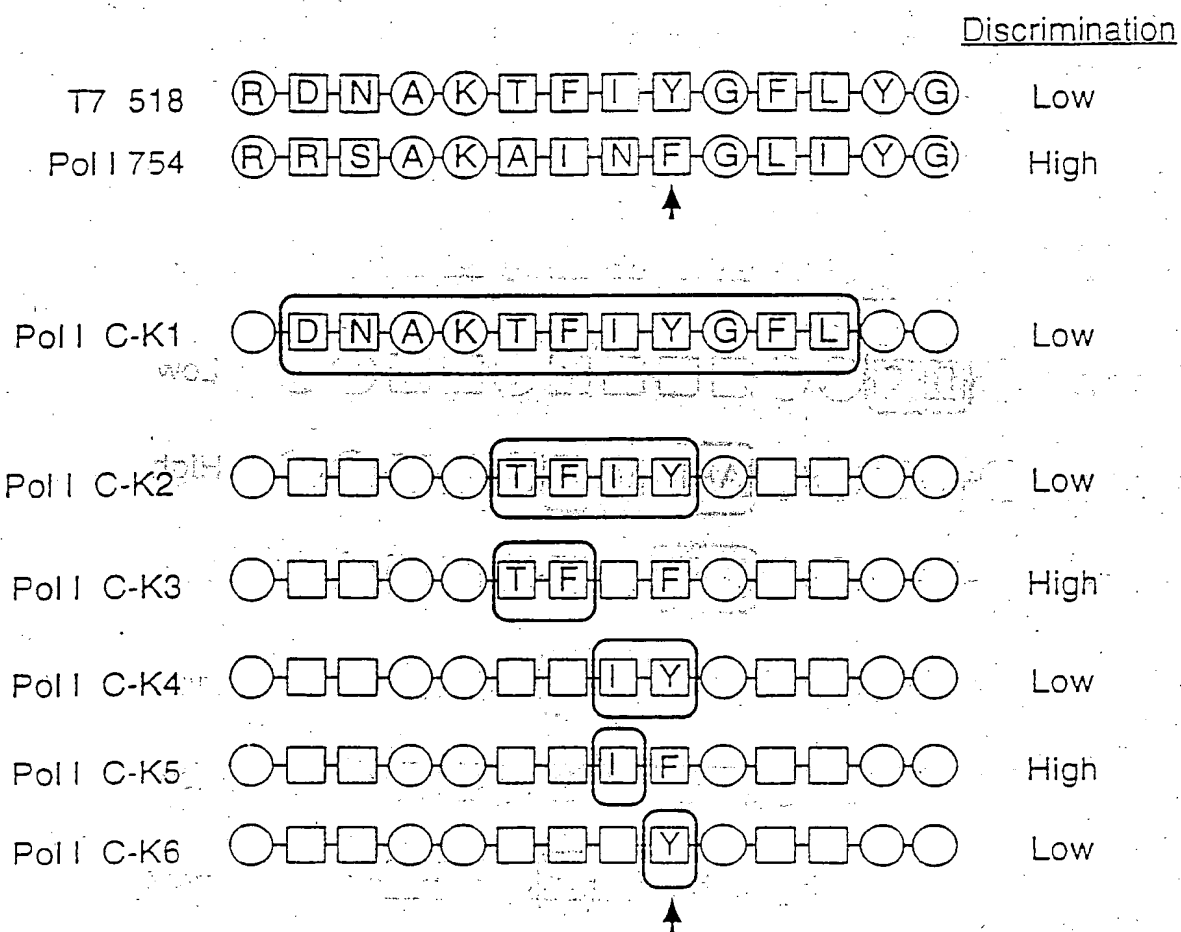 Discrimination
T7 518 R D N A K T F I Y G F L Y G Low
Pol I 754 R R S A K A I N F G L I Y G High
Pol I C-K1 D N A K T F I Y G F L Low
Pol I C-K2 T F I Y Low
Pol I C-K3 T F F High
Pol I C-K4 I Y Low
Pol I C-K5 I F High
Pol I C-K6 Y Low